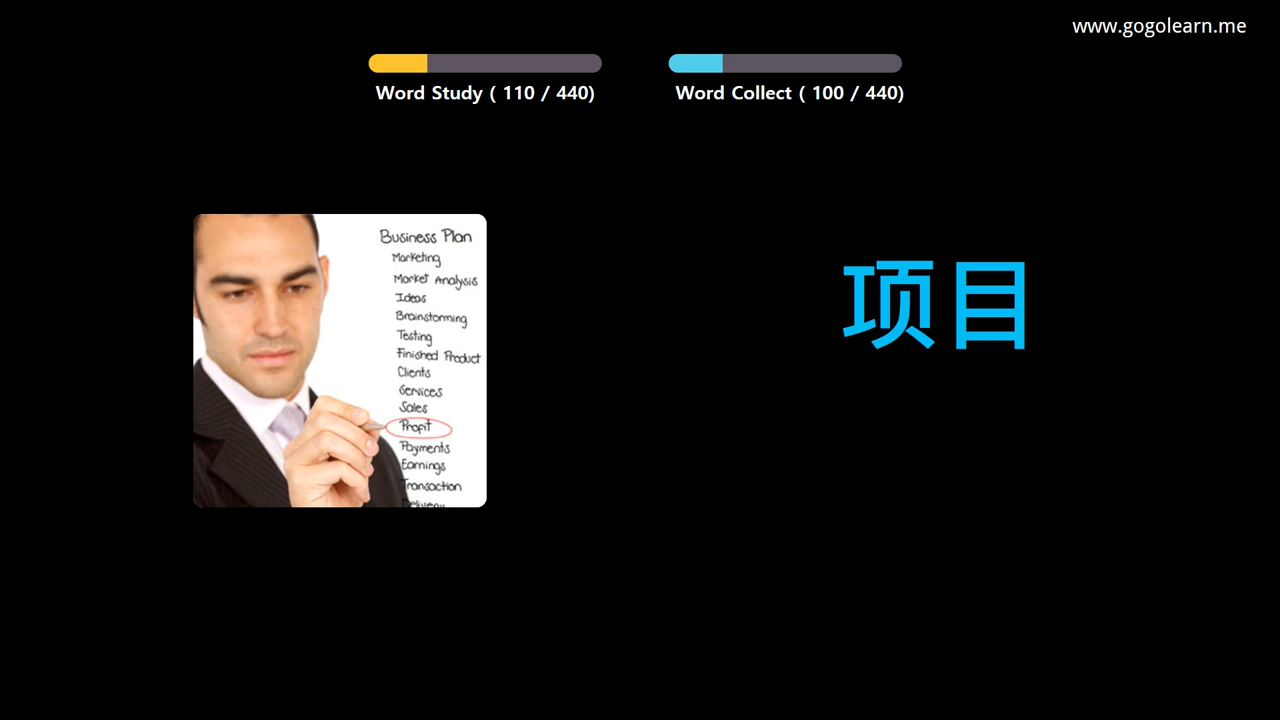 www.gogolearn.me
Word Study ( 110 / 440)
Word Collect ( 100 / 440)
Business Plan
Marketing
Market Analysis
Ideas
Brainstorming
Testing
Finished Product
Clients
Services
Sales
Profit
Payments
Earnings
Transaction
Delivery
项目